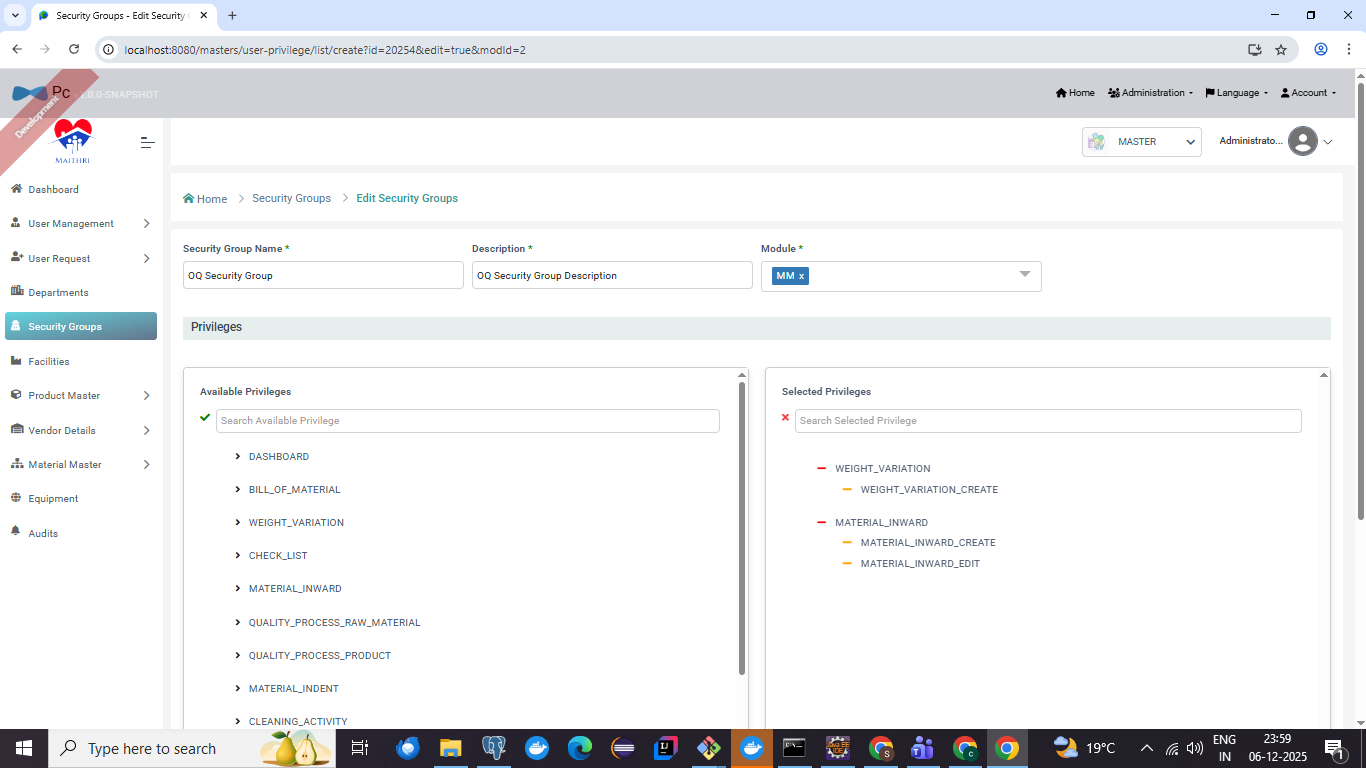 Security Groups - Edit Security
localhost:8080/masters/user-privilege/list/create?id=20254&edit=true&modId=2
Pc
v1.0.0-SNAPSHOT
Development
Home
Administration
Language
Account
MAITHRI
MASTER
Administrato...
Dashboard
User Management
User Request
Departments
Security Groups
Facilities
Product Master
Vendor Details
Material Master
Equipment
Audits
Home > Security Groups > Edit Security Groups
Security Group Name *
Description *
Module *
OQ Security Group
OQ Security Group Description
MM x
Privileges
Available Privileges
Search Available Privilege
DASHBOARD
BILL_OF_MATERIAL
WEIGHT_VARIATION
CHECK_LIST
MATERIAL_INWARD
QUALITY_PROCESS_RAW_MATERIAL
QUALITY_PROCESS_PRODUCT
MATERIAL_INDENT
CLEANING_ACTIVITY
Selected Privileges
Search Selected Privilege
WEIGHT_VARIATION
WEIGHT_VARIATION_CREATE
MATERIAL_INWARD
MATERIAL_INWARD_CREATE
MATERIAL_INWARD_EDIT
Type here to search
19°C
ENG
IN
23:59
06-12-2025
1